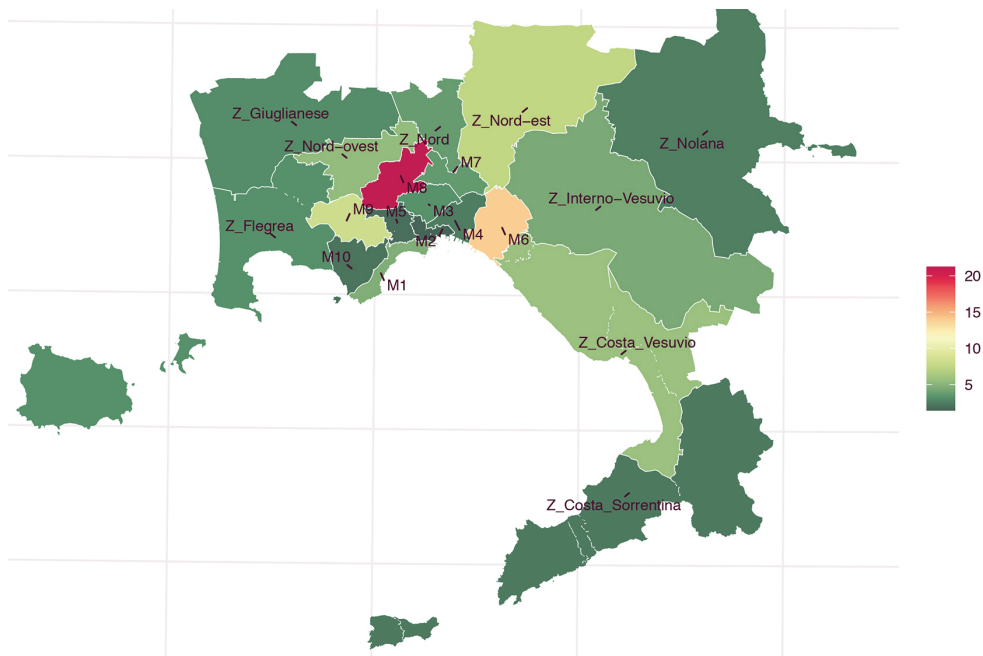 Z_Giuglianese
Z_Nord−est
Z_Nord
Z_Nord−ovest
Z_Nolana
M7
M8
Z_Interno−Vesuvio
M9
M5
M3
Z_Flegrea
M4
M2
M6
M10
M1
20
15
10
5
Z_Costa_Vesuvio
Z_Costa_Sorrentina